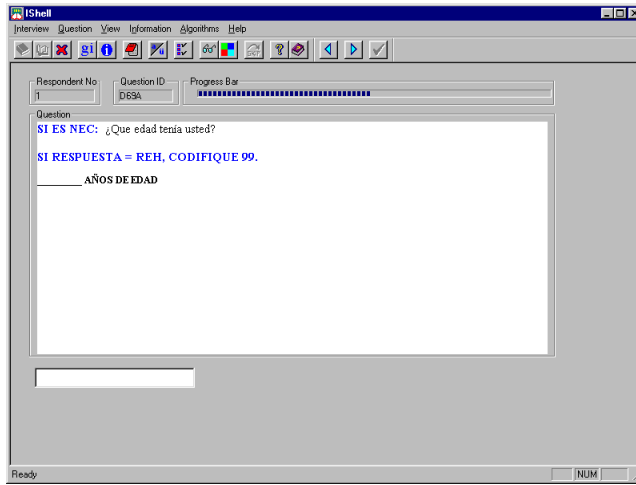 IShell
Interview Question View Information Algorithms Help
gi
Respondent No
1
Question ID
D69A
Progress Bar
Question
SI ES NEC: ¿Que edad tenía usted?
SI RESPUESTA = REH, CODIFIQUE 99.
________ AÑOS DE EDAD
Ready
NUM